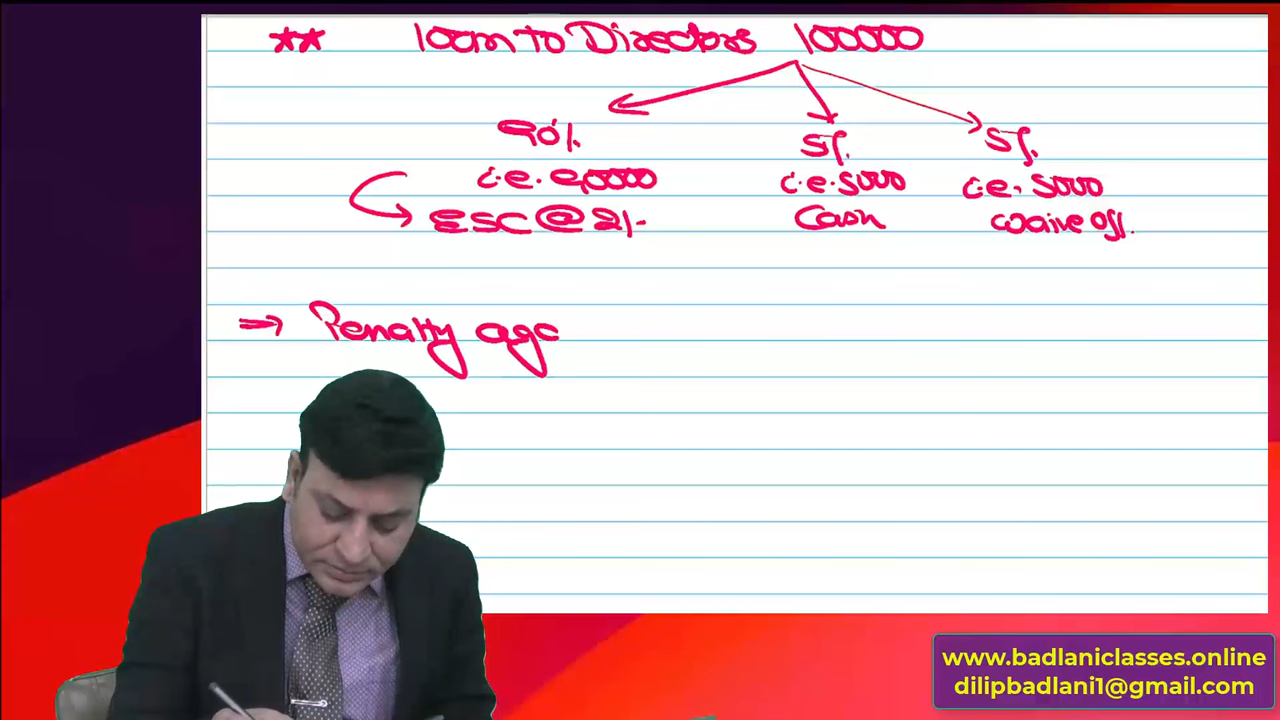 ** loan to Directors 100000
90% 5% 5%
i.e. 90000 i.e. 5000 i.e. 5000
ESC @ 2/- Cash Waive off.
⇒ Penalty aga
www.badlaniclasses.online
dilipbadlani1@gmail.com